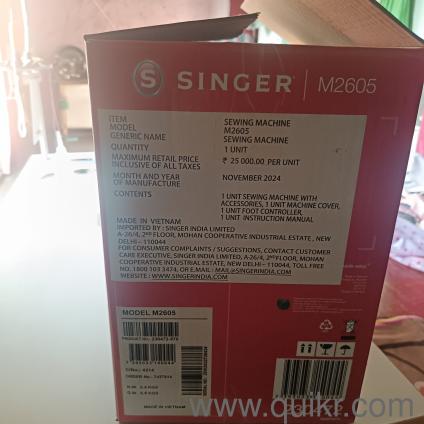 SINGER | M2605
ITEM SEWING MACHINE
MODEL M2605
GENERIC NAME SEWING MACHINE
QUANTITY 1 UNIT
MAXIMUM RETAIL PRICE ₹ 25 000.00 PER UNIT
INCLUSIVE OF ALL TAXES
MONTH AND YEAR NOVEMBER 2024
OF MANUFACTURE
CONTENTS 1 UNIT SEWING MACHINE WITH
ACCESSORIES, 1 UNIT MACHINE COVER,
1 UNIT FOOT CONTROLLER,
1 UNIT INSTRUCTION MANUAL
MADE IN VIETNAM
IMPORTED BY : SINGER INDIA LIMITED
A-26/4, 2ND FLOOR, MOHAN COOPERATIVE INDUSTRIAL ESTATE , NEW
DELHI – 110044
FOR CONSUMER COMPLAINTS / SUGGESTIONS, CONTACT CUSTOMER
CARE EXECUTIVE, SINGER INDIA LIMITED, A-26/4, 2ND FLOOR, MOHAN
COOPERATIVE INDUSTRIAL ESTATE, NEW DELHI – 110044, TOLL FREE
NO. 1800 103 3474, OR E.MAIL : MAIL@SINGERINDIA.COM
WEBSITE : WWW.SINGERINDIA.COM
MODEL M2605
MADE IN VIETNAM
www.quikr.com